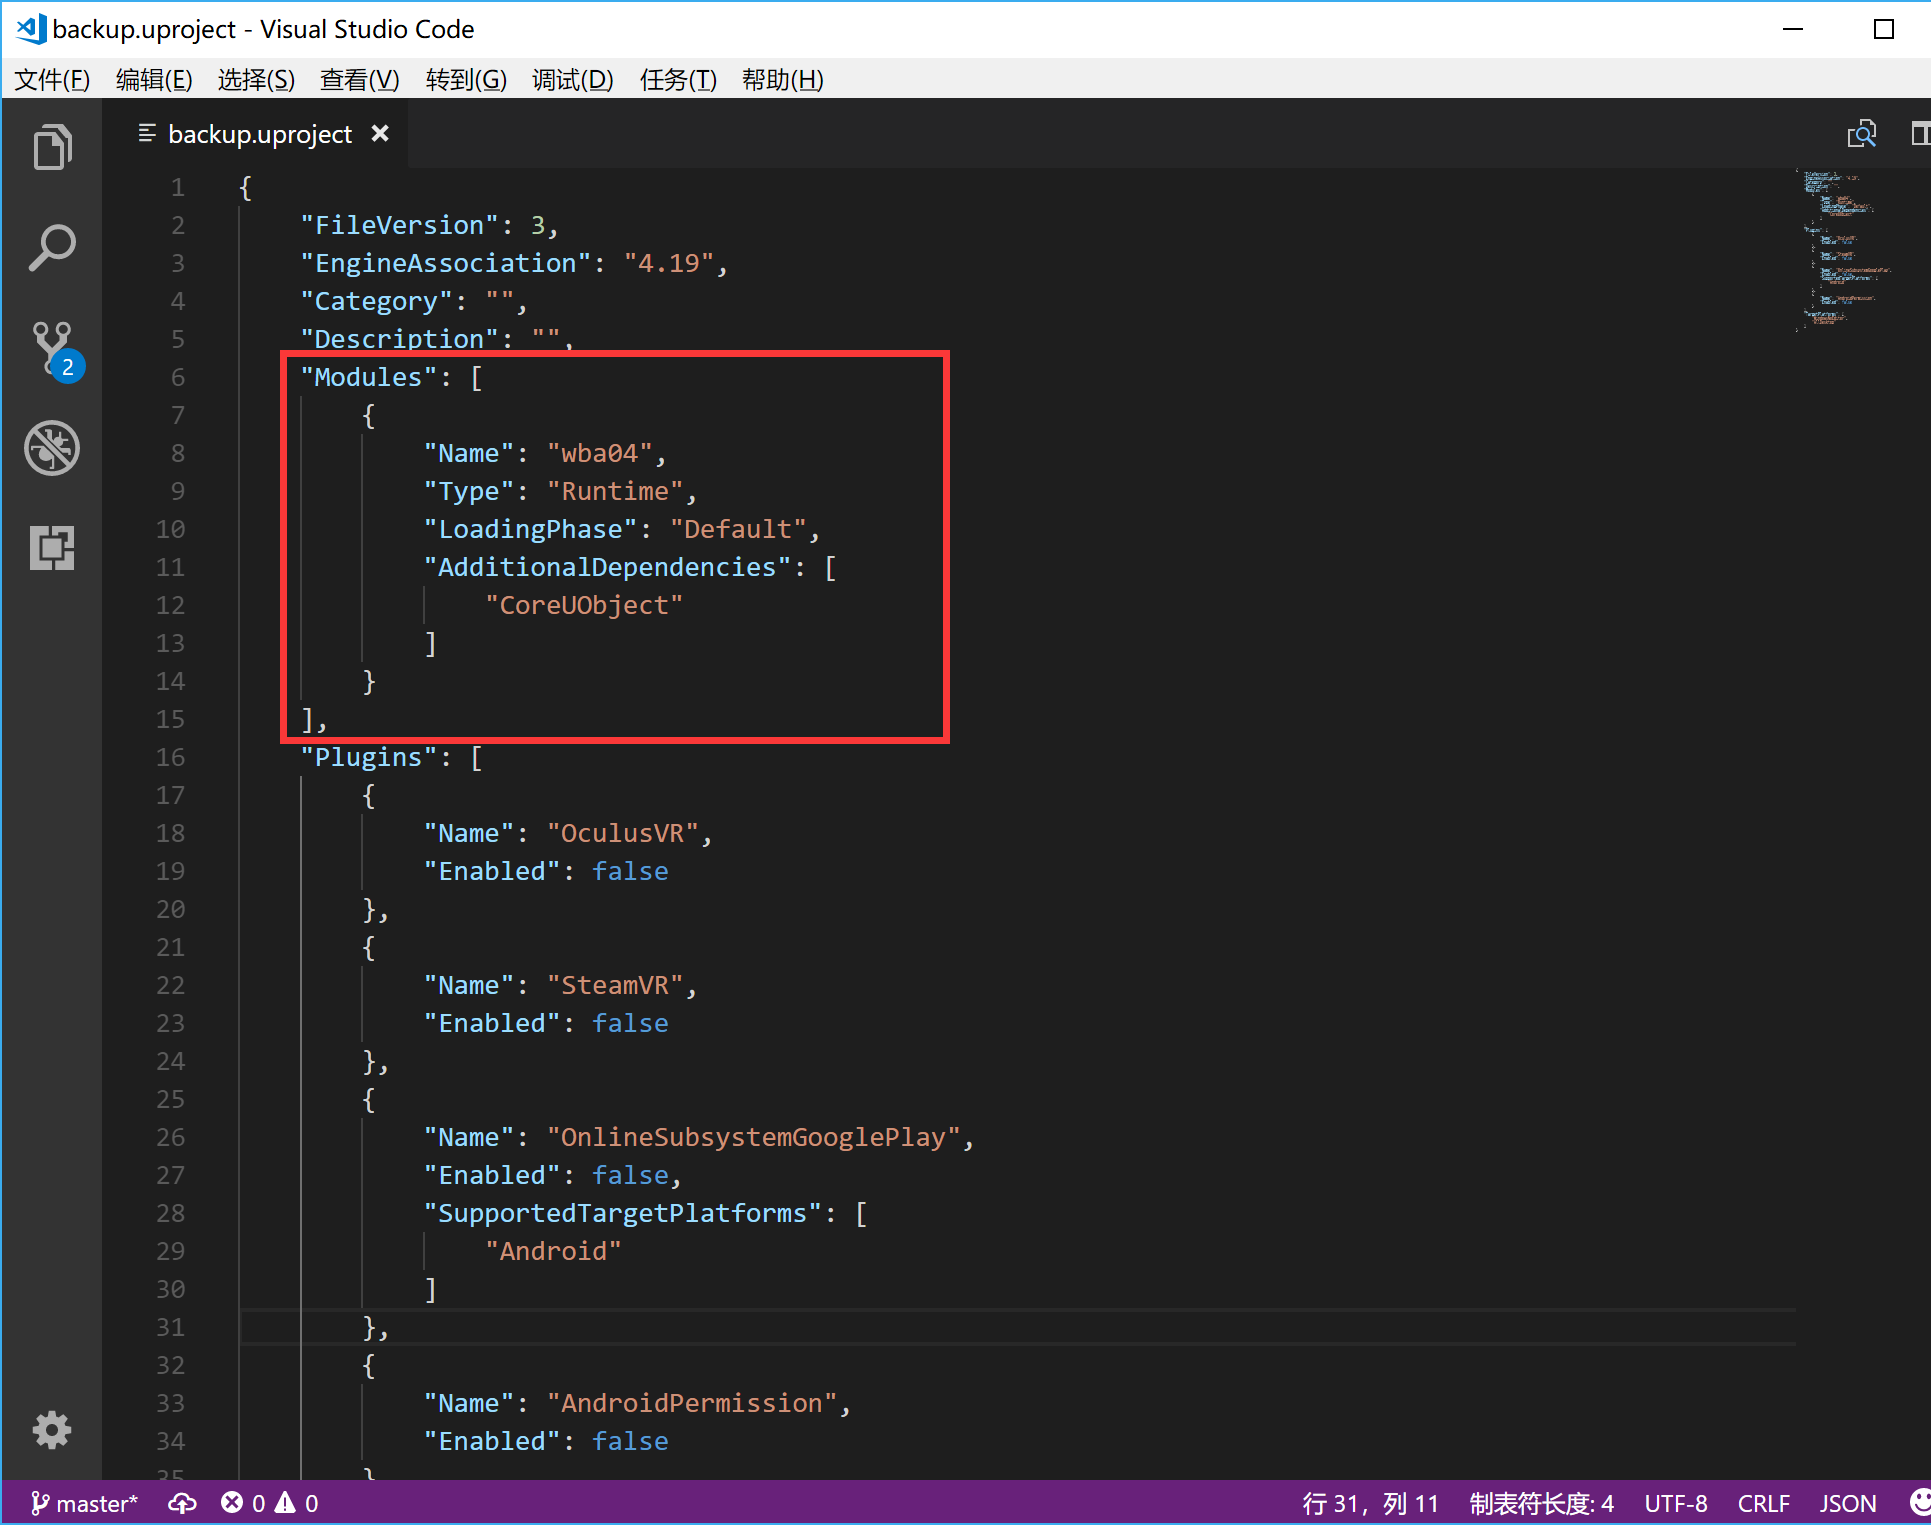 backup.uproject - Visual Studio Code
文件(F) 编辑(E) 选择(S) 查看(V) 转到(G) 调试(D) 任务(T) 帮助(H)
backup.uproject
1 {
2 "FileVersion": 3,
3 "EngineAssociation": "4.19",
4 "Category": "",
5 "Description": "",
6 "Modules": [
7 {
8 "Name": "wba04",
9 "Type": "Runtime",
10 "LoadingPhase": "Default",
11 "AdditionalDependencies": [
12 "CoreUObject"
13 ]
14 }
15 ],
16 "Plugins": [
17 {
18 "Name": "OculusVR",
19 "Enabled": false
20 },
21 {
22 "Name": "SteamVR",
23 "Enabled": false
24 },
25 {
26 "Name": "OnlineSubsystemGooglePlay",
27 "Enabled": false,
28 "SupportedTargetPlatforms": [
29 "Android"
30 ]
31 },
32 {
33 "Name": "AndroidPermission",
34 "Enabled": false
35 }
2
master* 0 0 行 31，列 11 制表符长度: 4 UTF-8 CRLF JSON